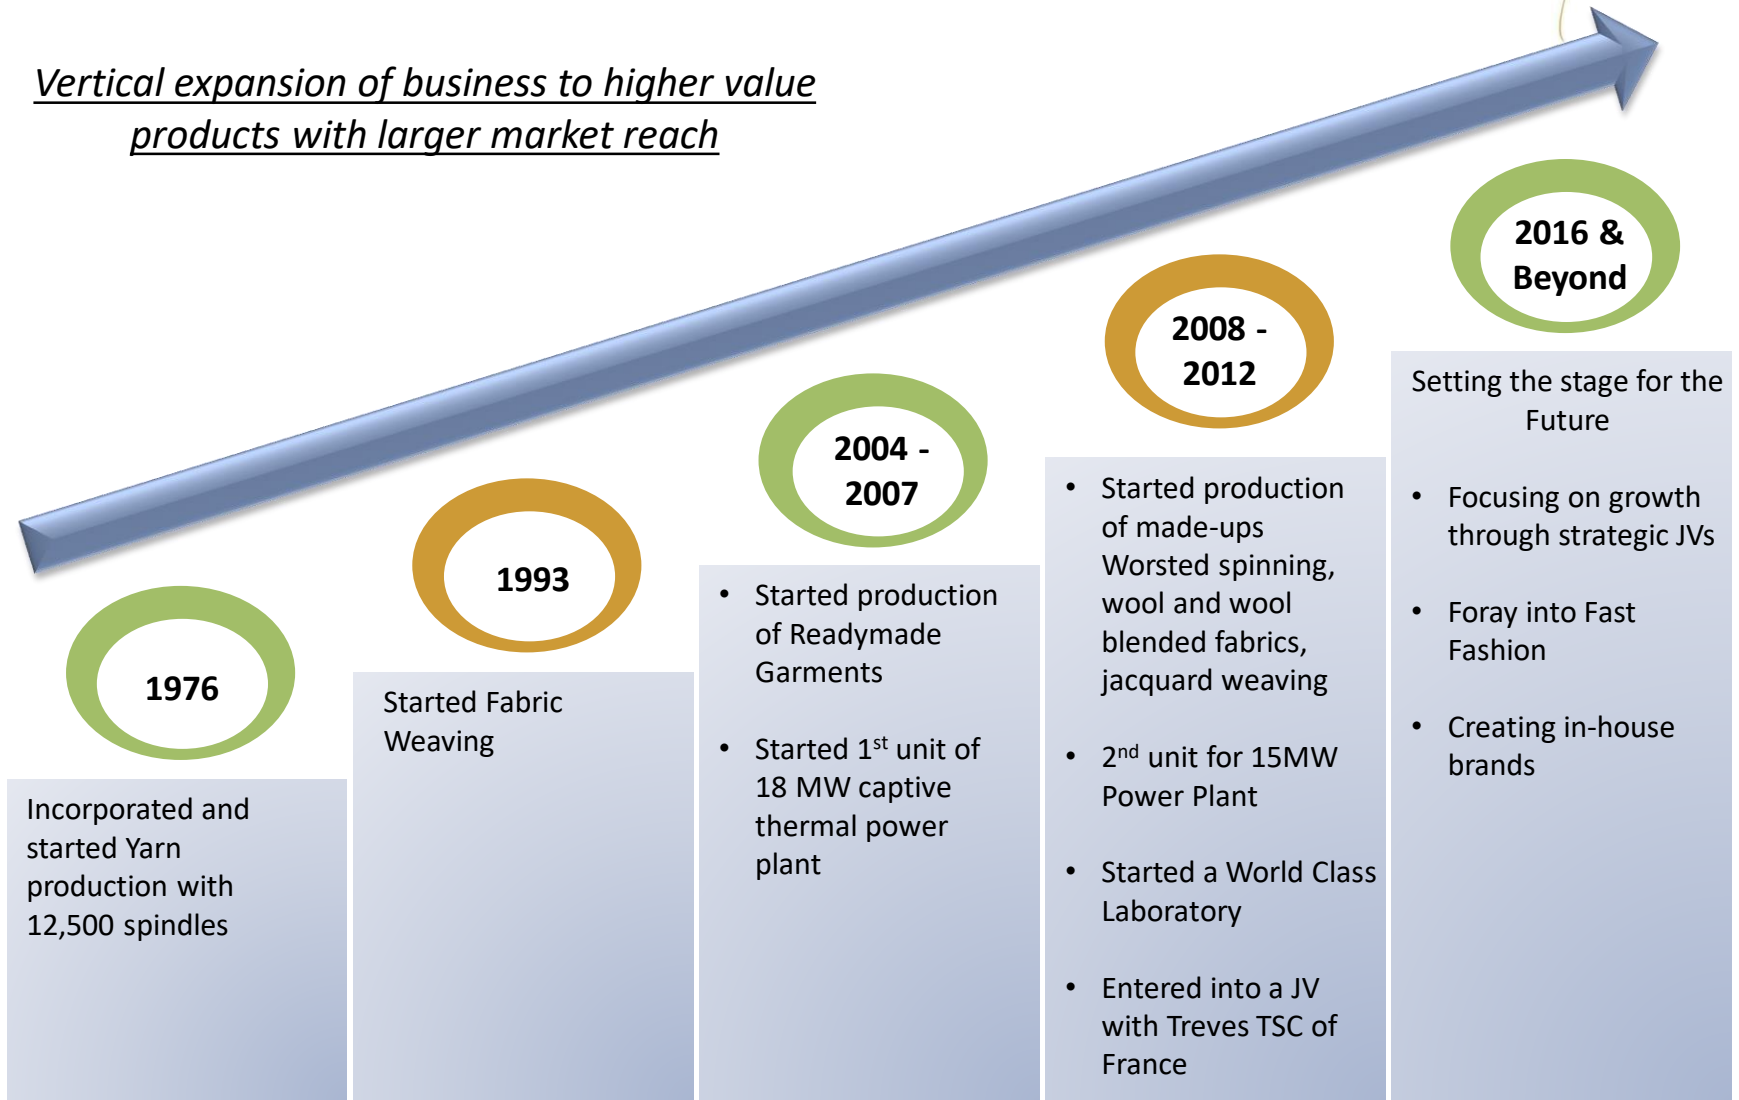 Vertical expansion of business to higher value
products with larger market reach
1976
Incorporated and
started Yarn
production with
12,500 spindles
1993
Started Fabric
Weaving
2004 -
2007
• Started production
of Readymade
Garments
• Started 1st unit of
18 MW captive
thermal power
plant
2008 -
2012
• Started production
of made-ups
Worsted spinning,
wool and wool
blended fabrics,
jacquard weaving
• 2nd unit for 15MW
Power Plant
• Started a World Class
Laboratory
• Entered into a JV
with Treves TSC of
France
2016 &
Beyond
Setting the stage for the
Future
• Focusing on growth
through strategic JVs
• Foray into Fast
Fashion
• Creating in-house
brands